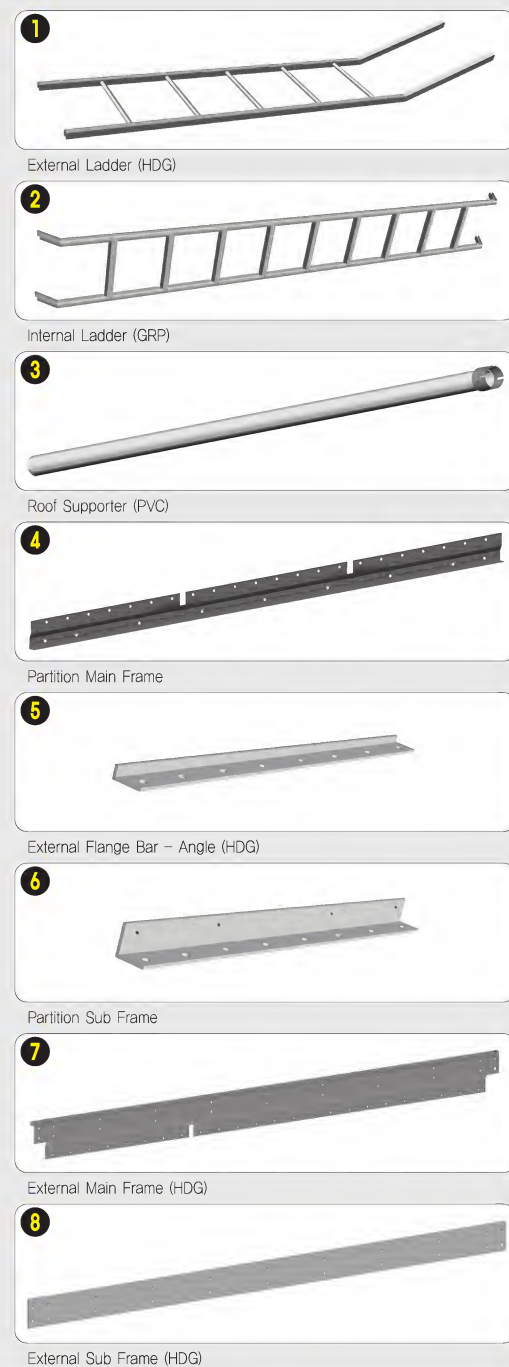 1
External Ladder (HDG)
2
Internal Ladder (GRP)
3
Roof Supporter (PVC)
4
Partition Main Frame
5
External Flange Bar - Angle (HDG)
6
Partition Sub Frame
7
External Main Frame (HDG)
8
External Sub Frame (HDG)